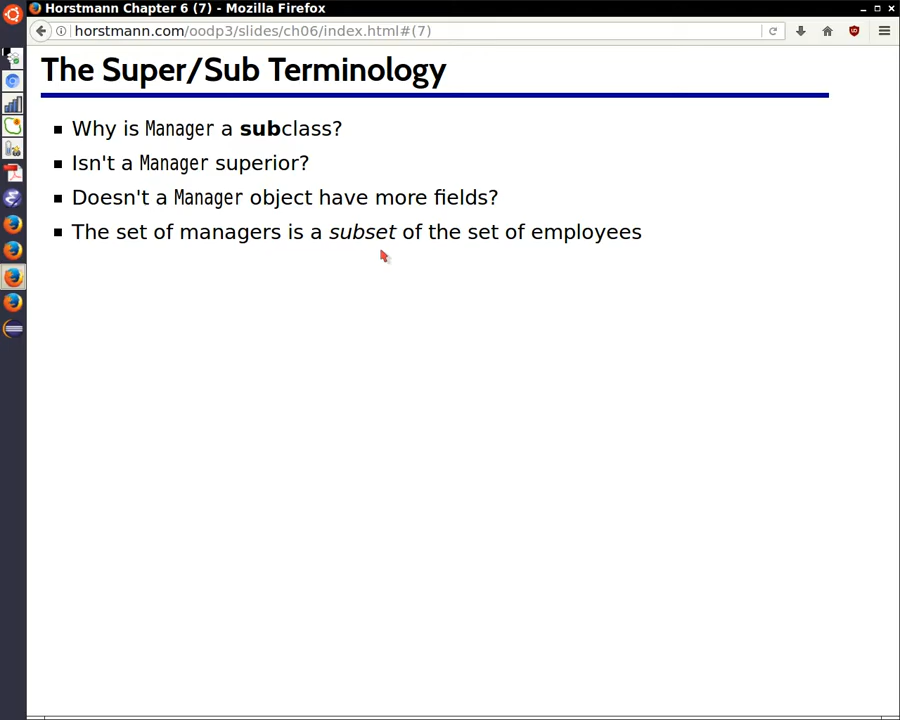 Horstmann Chapter 6 (7) - Mozilla Firefox
horstmann.com/oodp3/slides/ch06/index.html#(7)
The Super/Sub Terminology
Why is Manager a subclass?
Isn't a Manager superior?
Doesn't a Manager object have more fields?
The set of managers is a subset of the set of employees